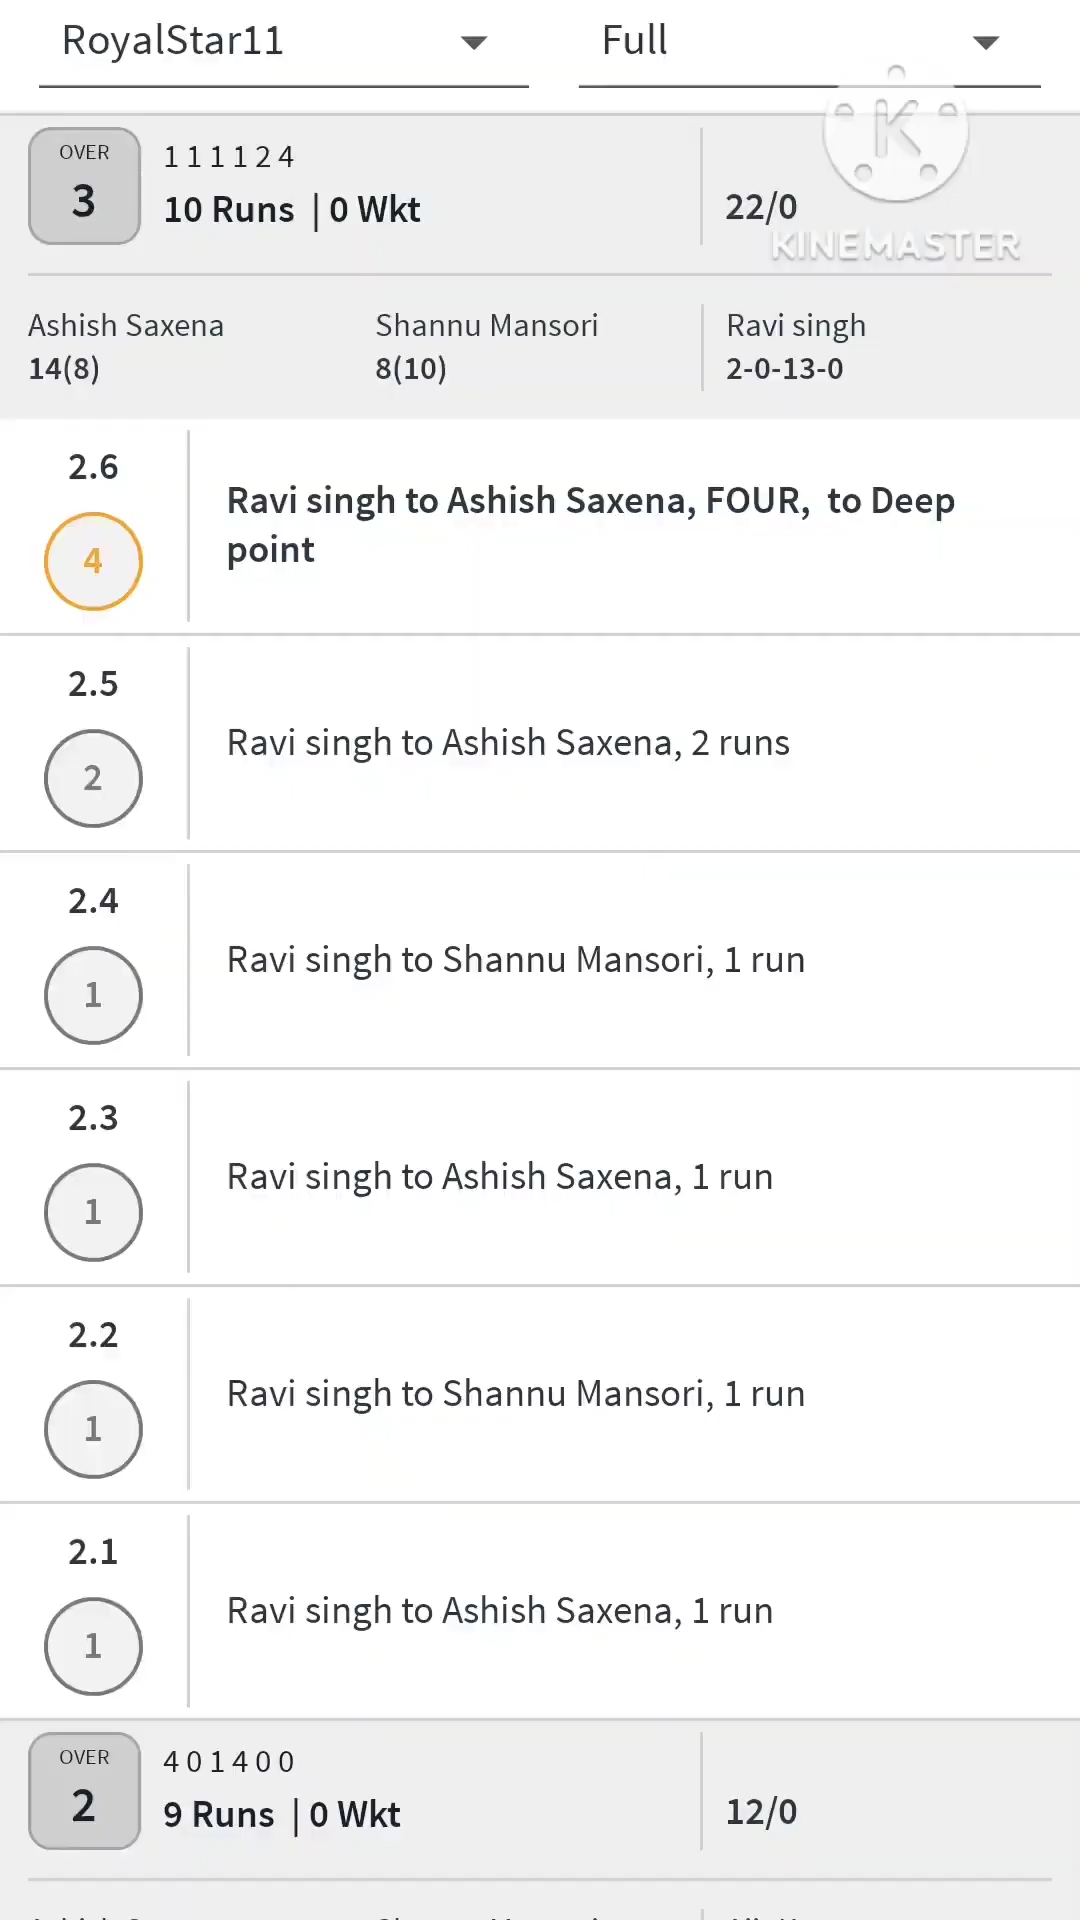 RoyalStar11 Full
OVER
3
1 1 1 1 2 4
10 Runs | 0 Wkt
22/0
KINEMASTER
Ashish Saxena Shannu Mansori Ravi singh
14(8) 8(10) 2-0-13-0
2.6
4
Ravi singh to Ashish Saxena, FOUR, to Deep
point
2.5
2
Ravi singh to Ashish Saxena, 2 runs
2.4
1
Ravi singh to Shannu Mansori, 1 run
2.3
1
Ravi singh to Ashish Saxena, 1 run
2.2
1
Ravi singh to Shannu Mansori, 1 run
2.1
1
Ravi singh to Ashish Saxena, 1 run
OVER
2
4 0 1 4 0 0
9 Runs | 0 Wkt
12/0